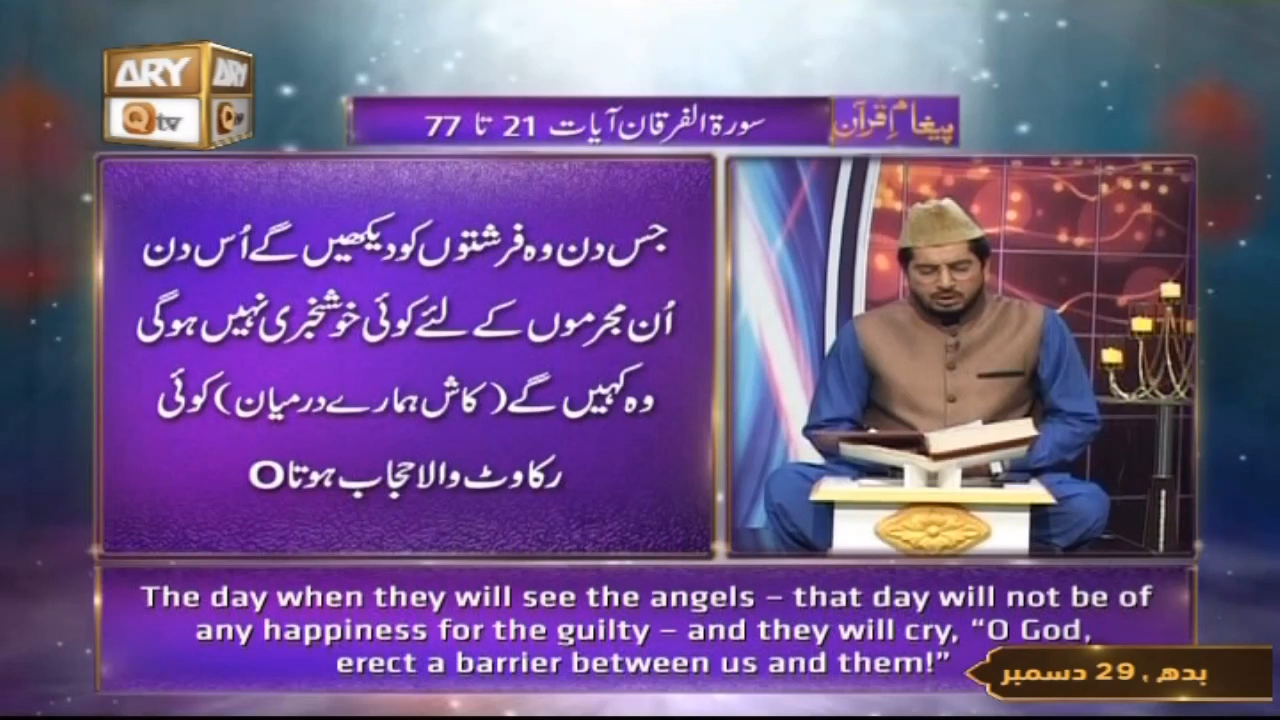 ARY ARY
Qtv Qtv
سورۃ الفرقان آیات 21 تا 77
پیغامِ قرآن
جس دن وہ فرشتوں کو دیکھیں گے اُس دن
اُن مجرموں کے لئے کوئی خوشخبری نہیں ہوگی
وہ کہیں گے (کاش ہمارے درمیان) کوئی
رکاوٹ والا حجاب ہوتاO
The day when they will see the angels – that day will not be of
any happiness for the guilty – and they will cry, “O God,
erect a barrier between us and them!”
بدھ , 29 دسمبر